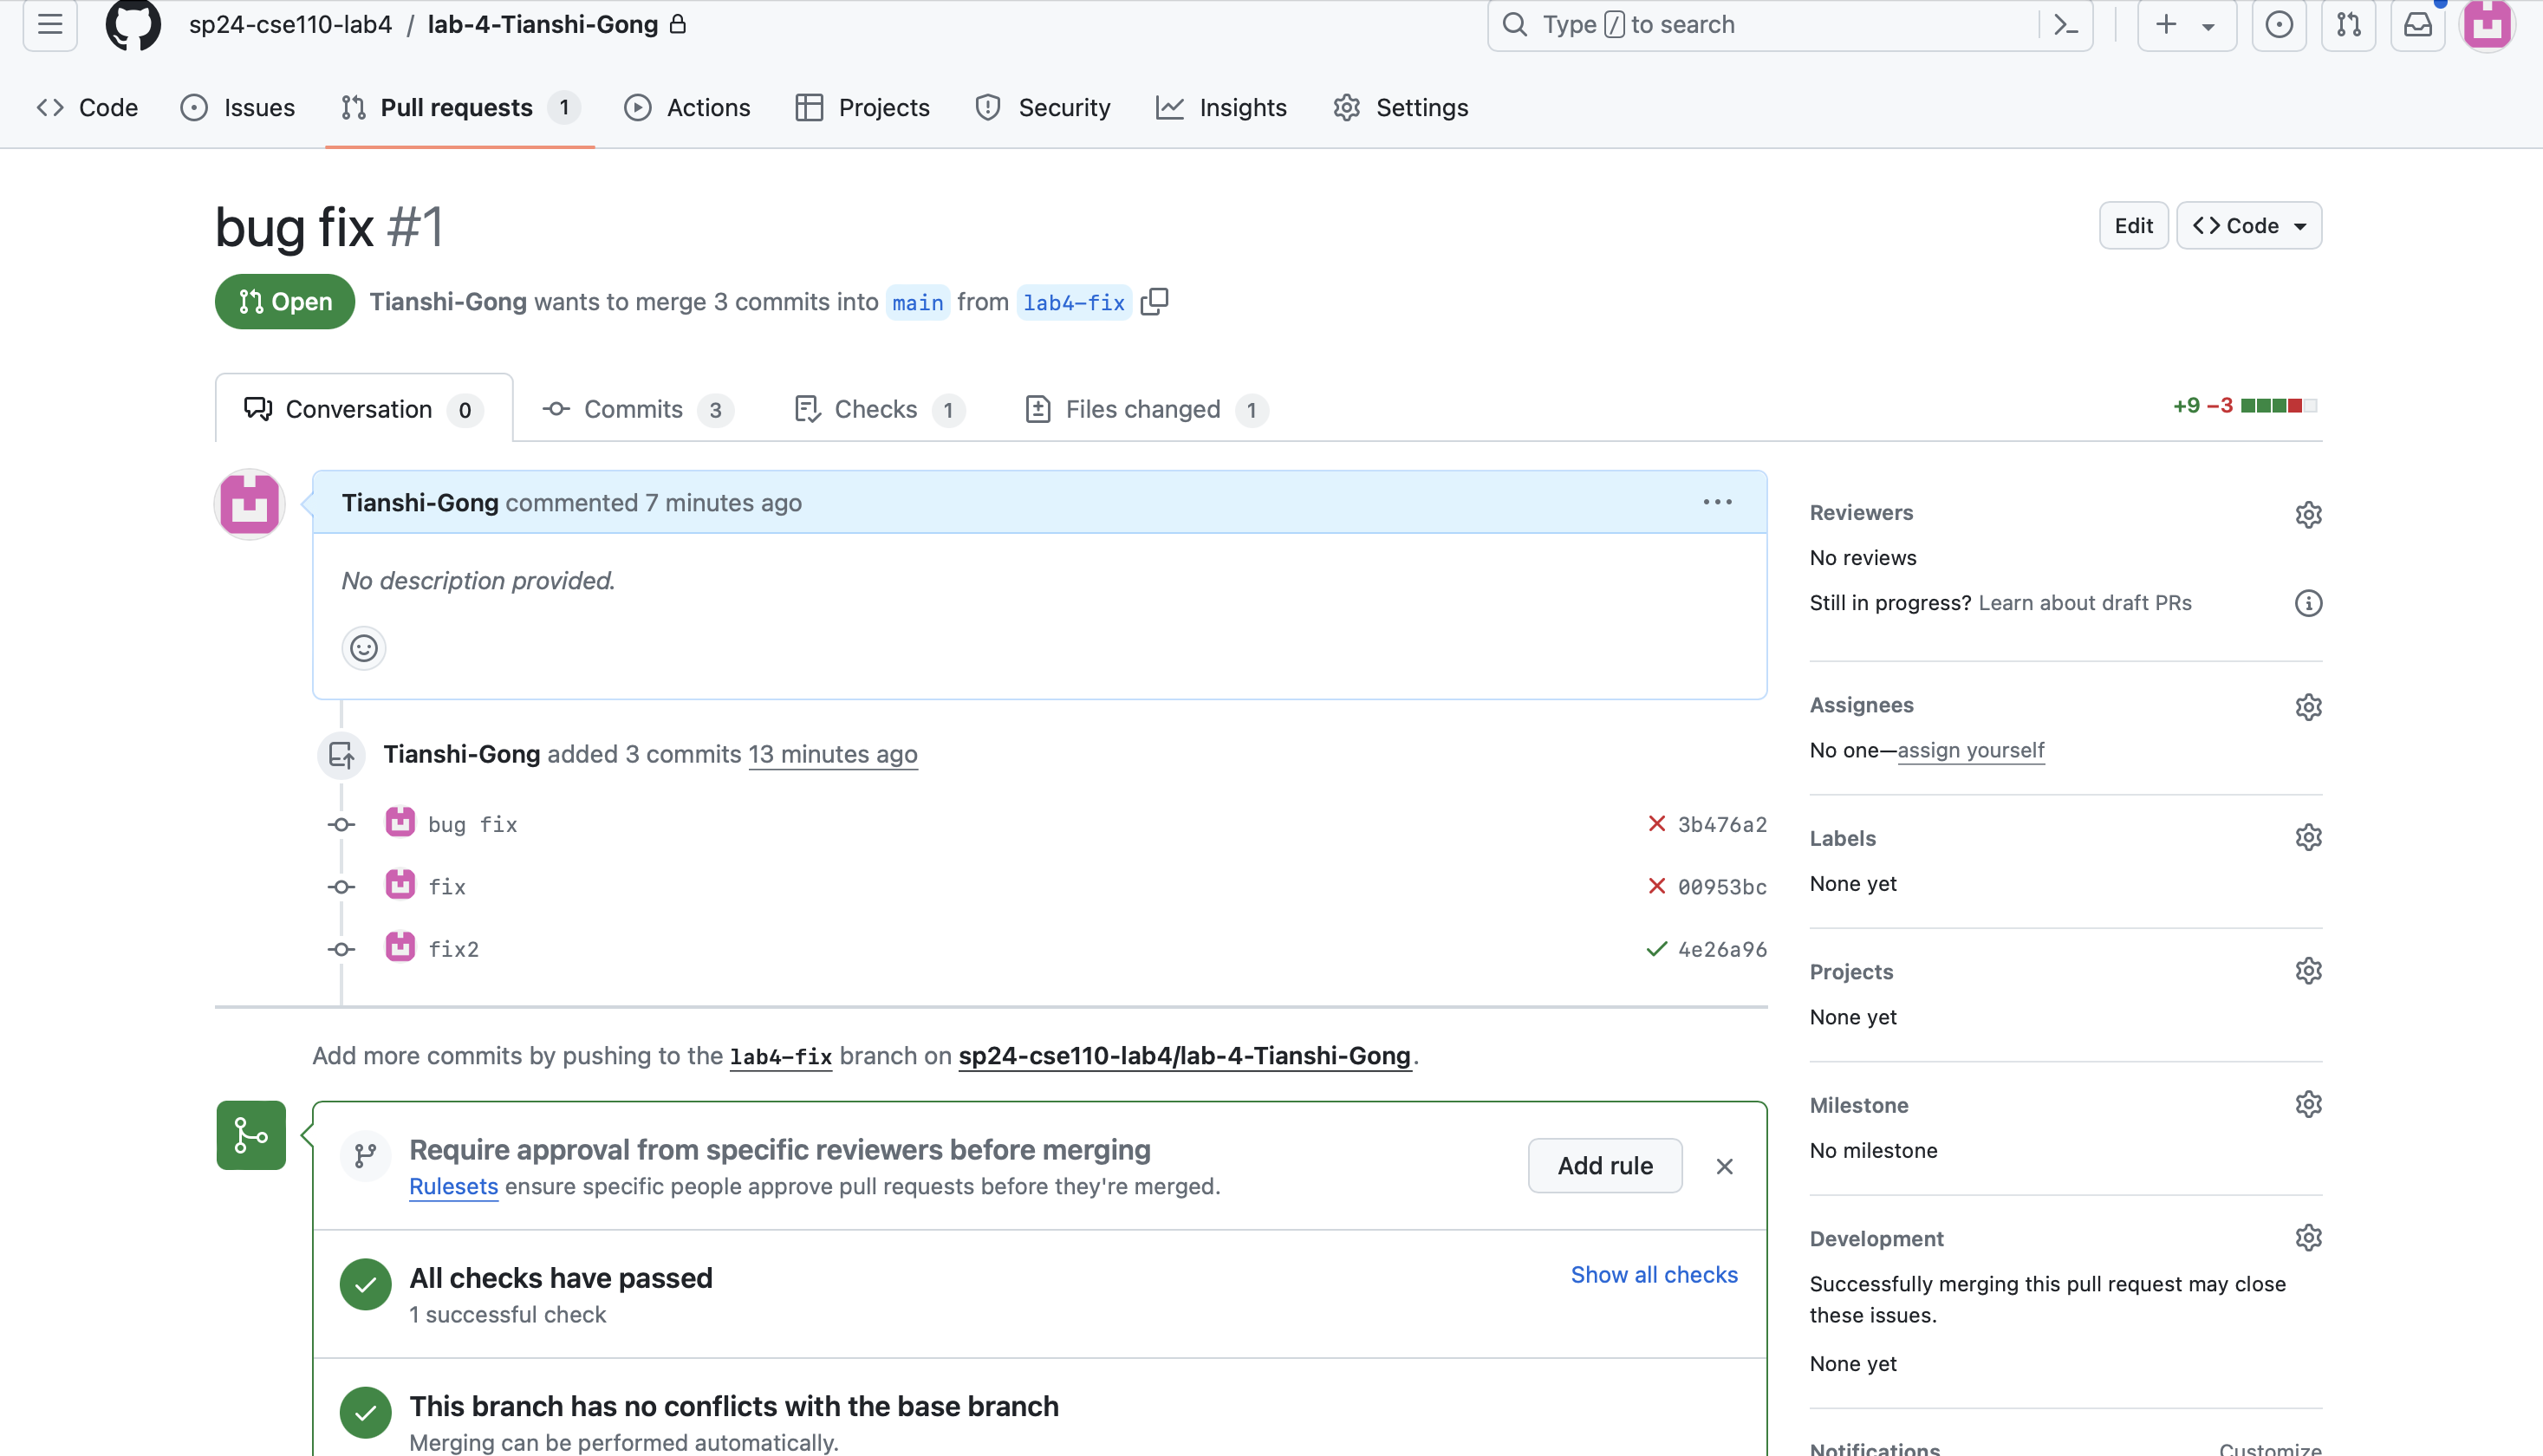 sp24-cse110-lab4 / lab-4-Tianshi-Gong
Type / to search
Code
Issues
Pull requests 1
Actions
Projects
Security
Insights
Settings
bug fix #1
Edit
Code
Open
Tianshi-Gong wants to merge 3 commits into main from lab4-fix
Conversation 0
Commits 3
Checks 1
Files changed 1
+9 −3
Tianshi-Gong commented 7 minutes ago
No description provided.
Tianshi-Gong added 3 commits 13 minutes ago
bug fix
3b476a2
fix
00953bc
fix2
4e26a96
Add more commits by pushing to the lab4-fix branch on sp24-cse110-lab4/lab-4-Tianshi-Gong.
Require approval from specific reviewers before merging
Rulesets ensure specific people approve pull requests before they're merged.
Add rule
All checks have passed
1 successful check
Show all checks
This branch has no conflicts with the base branch
Merging can be performed automatically.
Reviewers
No reviews
Still in progress? Learn about draft PRs
Assignees
No one—assign yourself
Labels
None yet
Projects
None yet
Milestone
No milestone
Development
Successfully merging this pull request may close
these issues.
None yet
Notifications
Customize